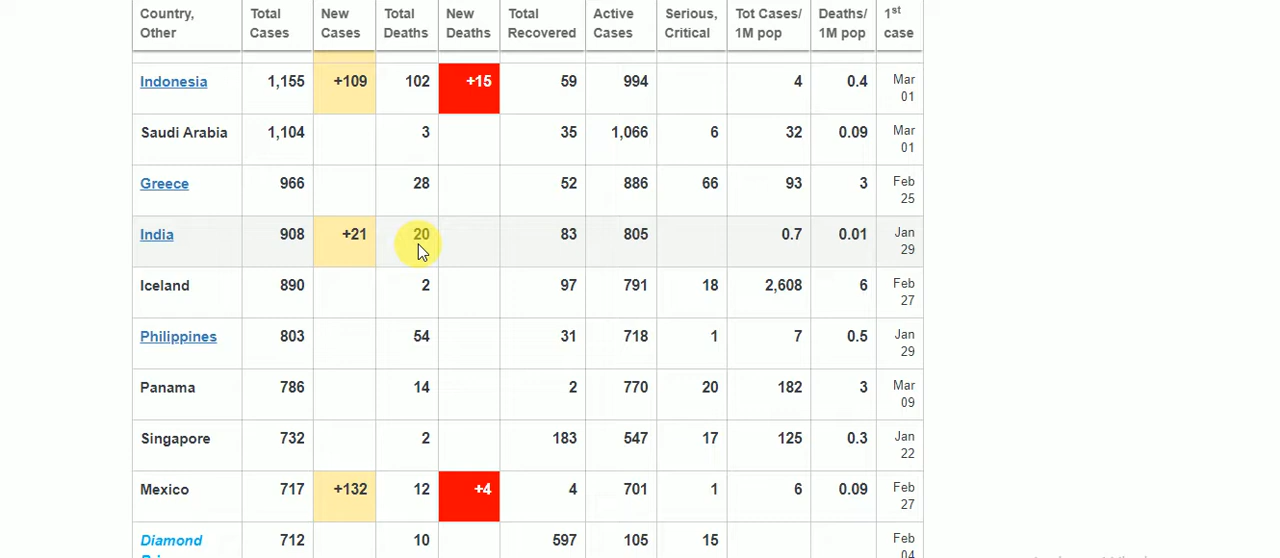 Country, Total New Total New Total Active Serious, Tot Cases/ Deaths/ 1st
Other Cases Cases Deaths Deaths Recovered Cases Critical 1M pop 1M pop case
Indonesia 1,155 +109 102 +15 59 994 4 0.4 Mar
01
Saudi Arabia 1,104 3 35 1,066 6 32 0.09 Mar
01
Greece 966 28 52 886 66 93 3 Feb
25
India 908 +21 20 83 805 0.7 0.01 Jan
29
Iceland 890 2 97 791 18 2,608 6 Feb
27
Philippines 803 54 31 718 1 7 0.5 Jan
29
Panama 786 14 2 770 20 182 3 Mar
09
Singapore 732 2 183 547 17 125 0.3 Jan
22
Mexico 717 +132 12 +4 4 701 1 6 0.09 Feb
27
Diamond 712 10 597 105 15 Feb
04